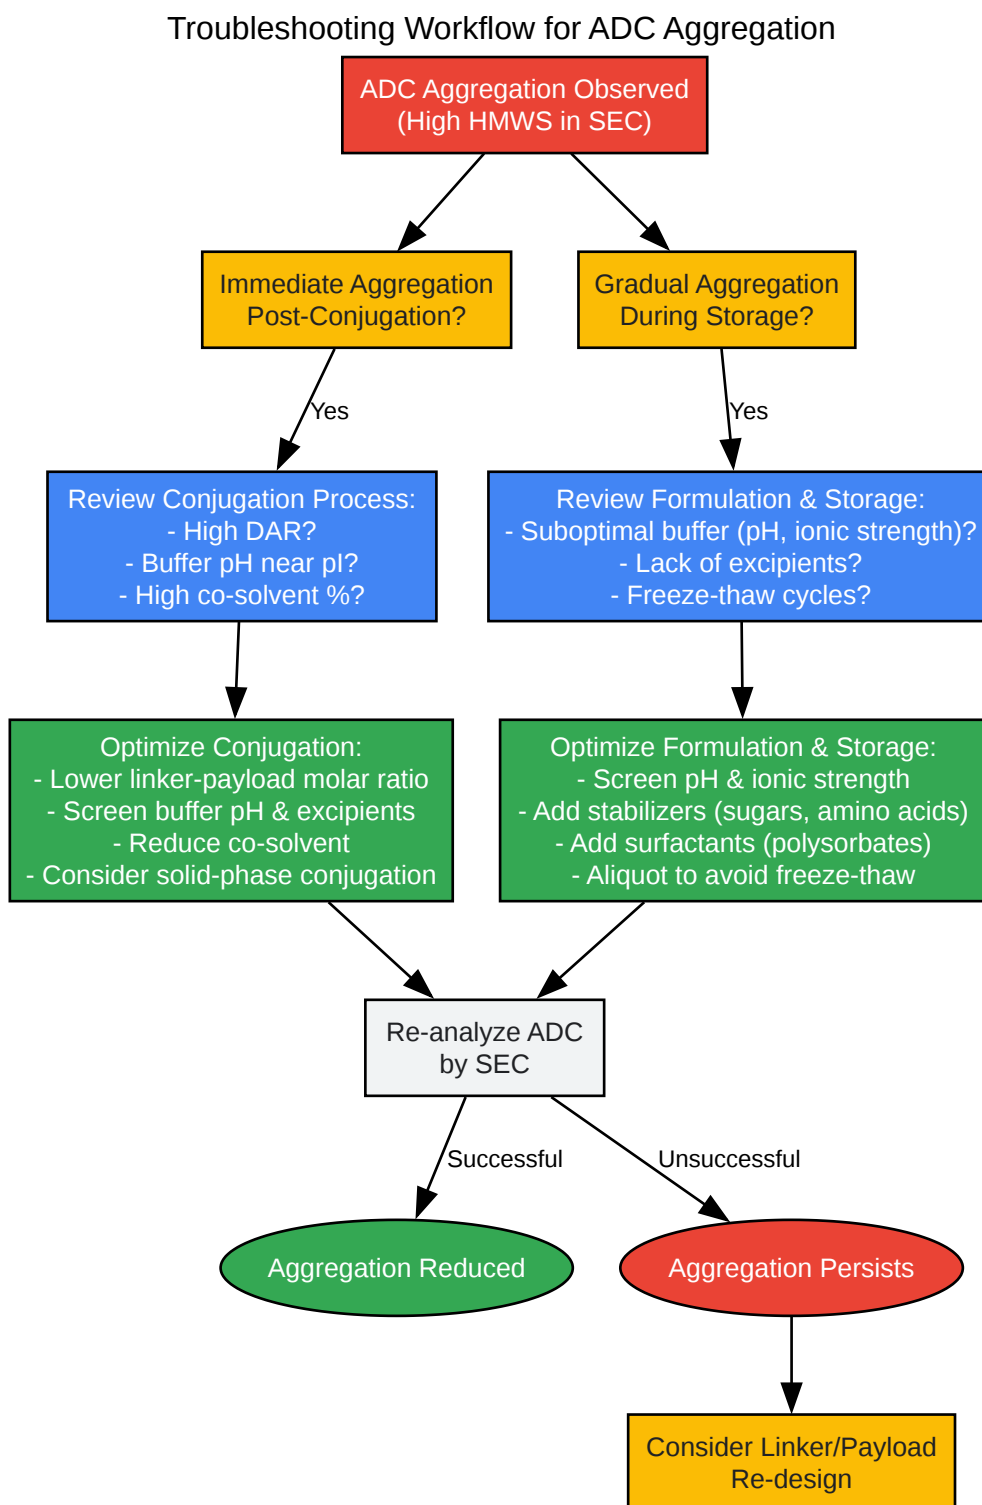 Troubleshooting Workflow for ADC Aggregation
ADC Aggregation Observed
(High HMWS in SEC)
Immediate Aggregation
Post-Conjugation?
Gradual Aggregation
During Storage?
Yes
Yes
Review Conjugation Process:
- High DAR?
- Buffer pH near pI?
- High co-solvent %?
Review Formulation & Storage:
- Suboptimal buffer (pH, ionic strength)?
- Lack of excipients?
- Freeze-thaw cycles?
Optimize Conjugation:
- Lower linker-payload molar ratio
- Screen buffer pH & excipients
- Reduce co-solvent
- Consider solid-phase conjugation
Optimize Formulation & Storage:
- Screen pH & ionic strength
- Add stabilizers (sugars, amino acids)
- Add surfactants (polysorbates)
- Aliquot to avoid freeze-thaw
Re-analyze ADC
by SEC
Successful
Unsuccessful
Aggregation Reduced
Aggregation Persists
Consider Linker/Payload
Re-design